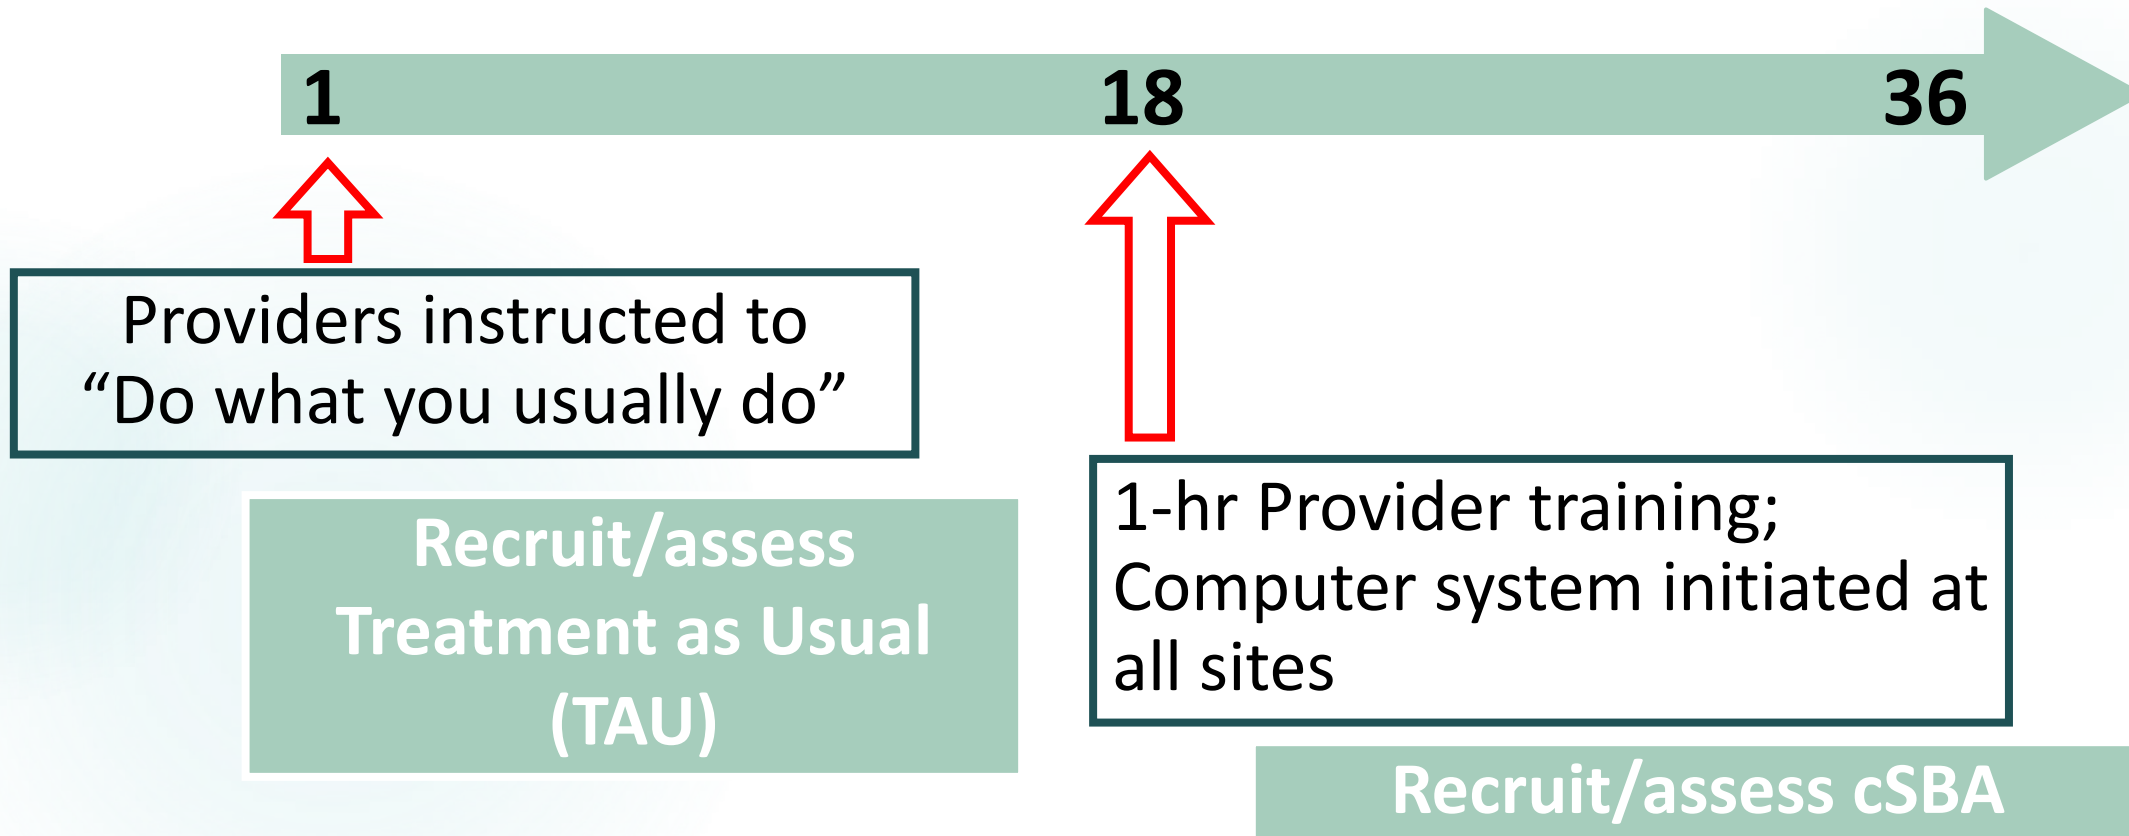 1 18 36
Providers instructed to
“Do what you usually do”
Recruit/assess
Treatment as Usual
(TAU)
1-hr Provider training;
Computer system initiated at
all sites
Recruit/assess cSBA